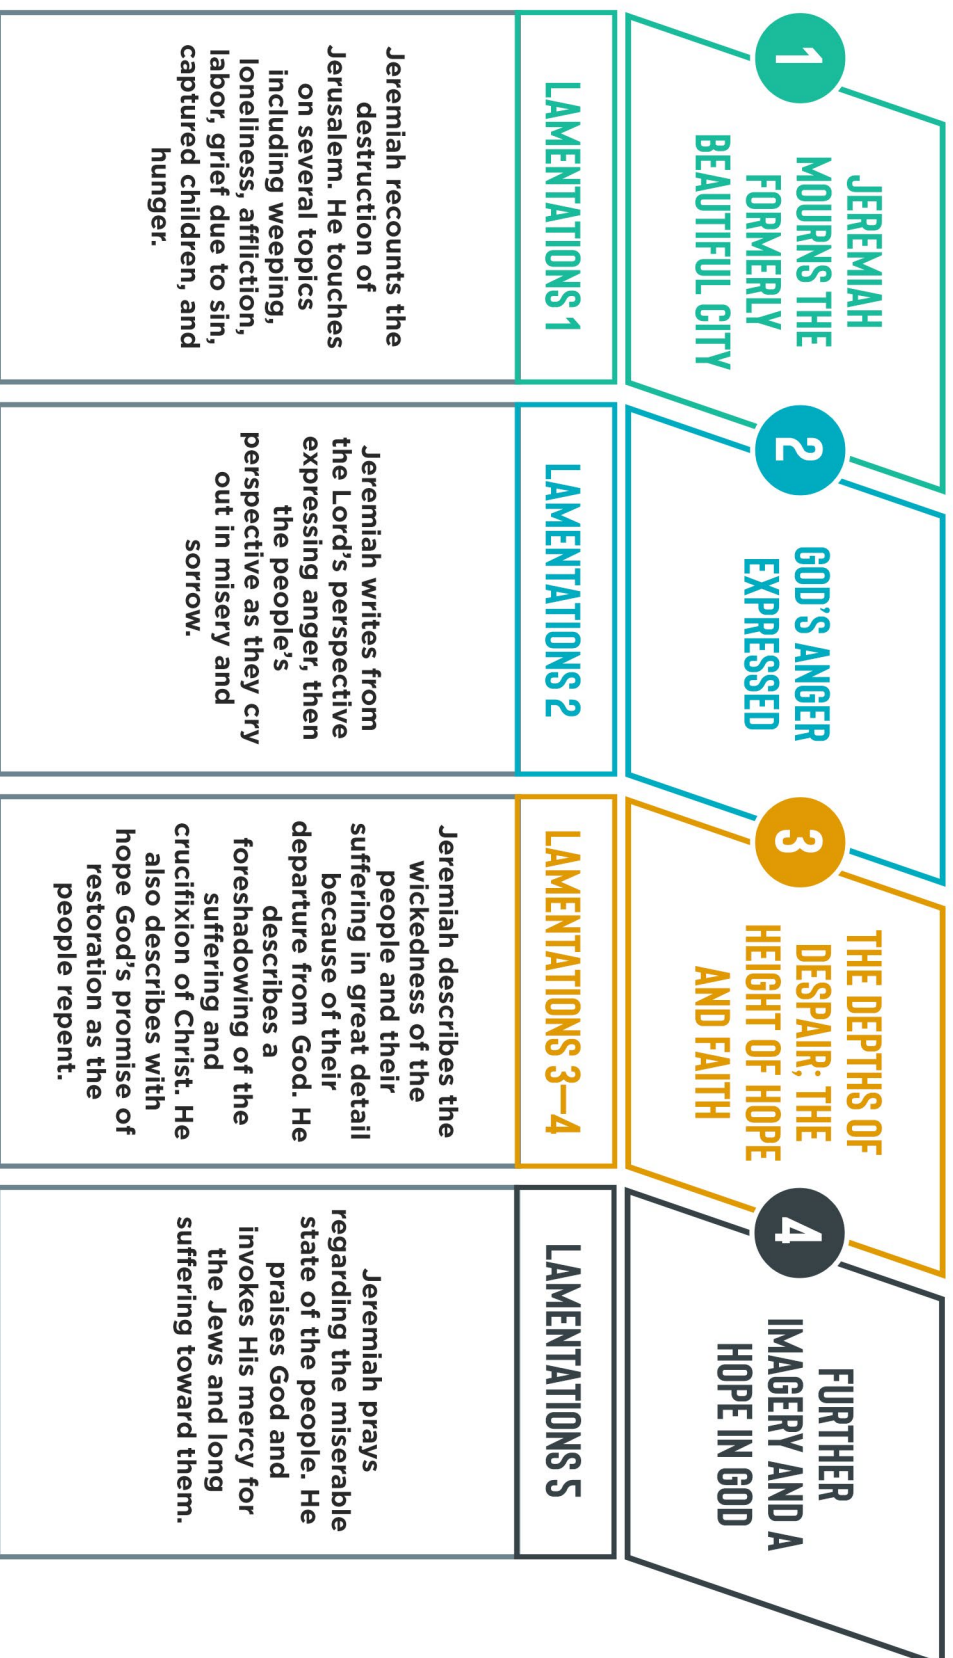 1
JEREMIAH
MOURNS THE
FORMERLY
BEAUTIFUL CITY
LAMENTATIONS 1
Jeremiah recounts the
destruction of
Jerusalem. He touches
on several topics
including weeping,
loneliness, affliction,
labor, grief due to sin,
captured children, and
hunger.
2
GOD'S ANGER
EXPRESSED
LAMENTATIONS 2
Jeremiah writes from
the Lord's perspective
expressing anger, then
the people's
perspective as they cry
out in misery and
sorrow.
3
THE DEPTHS OF
DESPAIR; THE
HEIGHT OF HOPE
AND FAITH
LAMENTATIONS 3—4
Jeremiah describes the
wickedness of the
people and their
suffering in great detail
because of their
departure from God. He
describes a
foreshadowing of the
suffering and
crucifixion of Christ. He
also describes with
hope God's promise of
restoration as the
people repent.
4
FURTHER
IMAGERY AND A
HOPE IN GOD
LAMENTATIONS 5
Jeremiah prays
regarding the miserable
state of the people. He
praises God and
invokes His mercy for
the Jews and long
suffering toward them.